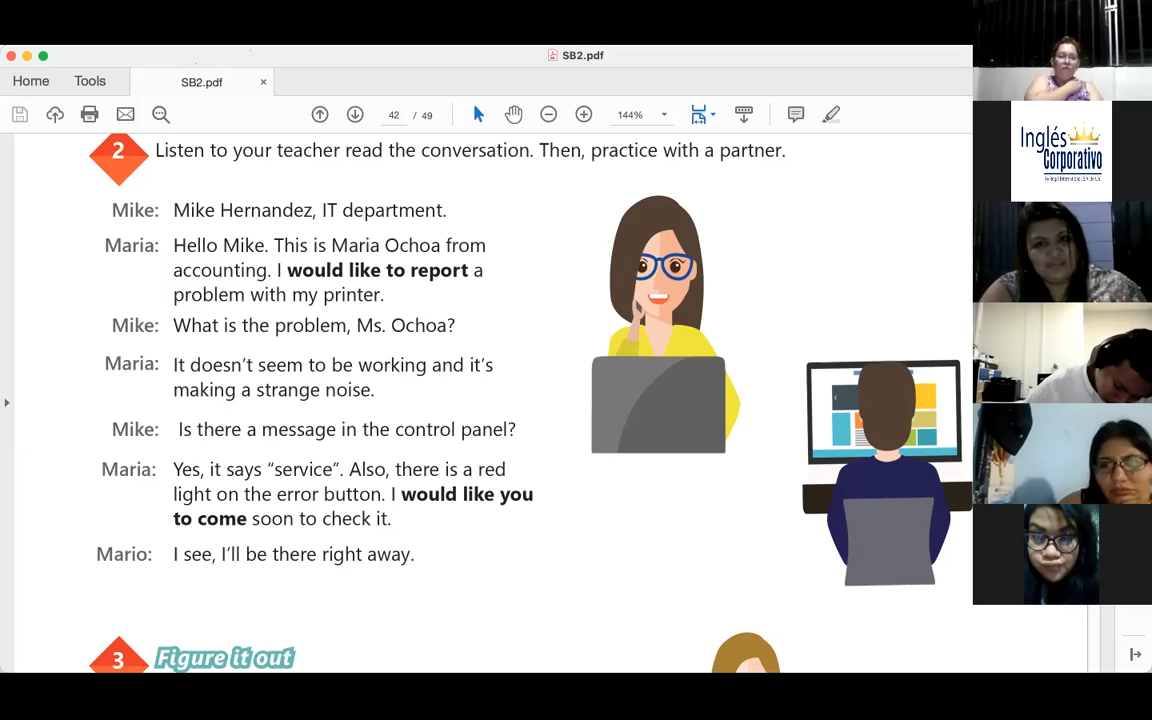 SB2.pdf
Home
Tools
SB2.pdf
×
42 / 49
144%
2
Listen to your teacher read the conversation. Then, practice with a partner.
Mike: Mike Hernandez, IT department.
Maria: Hello Mike. This is Maria Ochoa from
accounting. I would like to report a
problem with my printer.
Mike: What is the problem, Ms. Ochoa?
Maria: It doesn't seem to be working and it's
making a strange noise.
Mike: Is there a message in the control panel?
Maria: Yes, it says “service”. Also, there is a red
light on the error button. I would like you
to come soon to check it.
Mario: I see, I'll be there right away.
3
Figure it out
Inglés
Corporativo